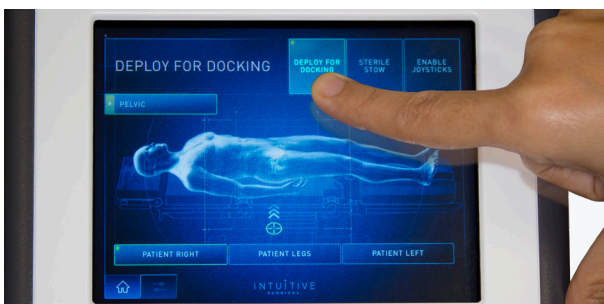 DEPLOY FOR DOCKING
DEPLOY FOR
DOCKING
STERILE
STOW
ENABLE
JOYSTICKS
PELVIC
PATIENT RIGHT
PATIENT LEGS
PATIENT LEFT
INTUITIVE
SURGICAL